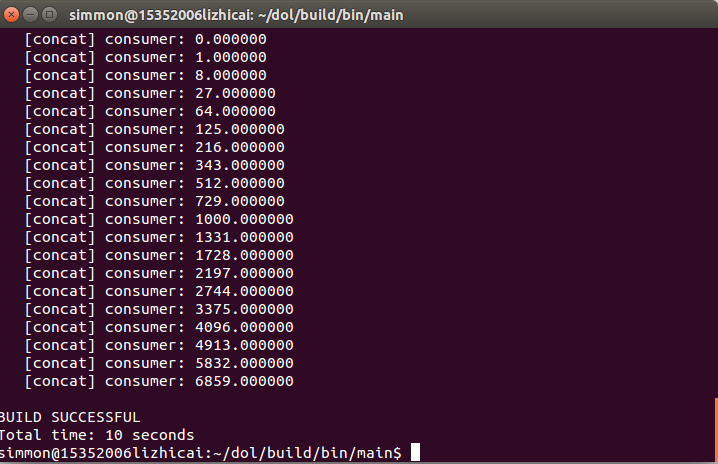 simmon@15352006lizhicai: ~/dol/build/bin/main
[concat] consumer: 0.000000
[concat] consumer: 1.000000
[concat] consumer: 8.000000
[concat] consumer: 27.000000
[concat] consumer: 64.000000
[concat] consumer: 125.000000
[concat] consumer: 216.000000
[concat] consumer: 343.000000
[concat] consumer: 512.000000
[concat] consumer: 729.000000
[concat] consumer: 1000.000000
[concat] consumer: 1331.000000
[concat] consumer: 1728.000000
[concat] consumer: 2197.000000
[concat] consumer: 2744.000000
[concat] consumer: 3375.000000
[concat] consumer: 4096.000000
[concat] consumer: 4913.000000
[concat] consumer: 5832.000000
[concat] consumer: 6859.000000
BUILD SUCCESSFUL
Total time: 10 seconds
simmon@15352006lizhicai:~/dol/build/bin/main$